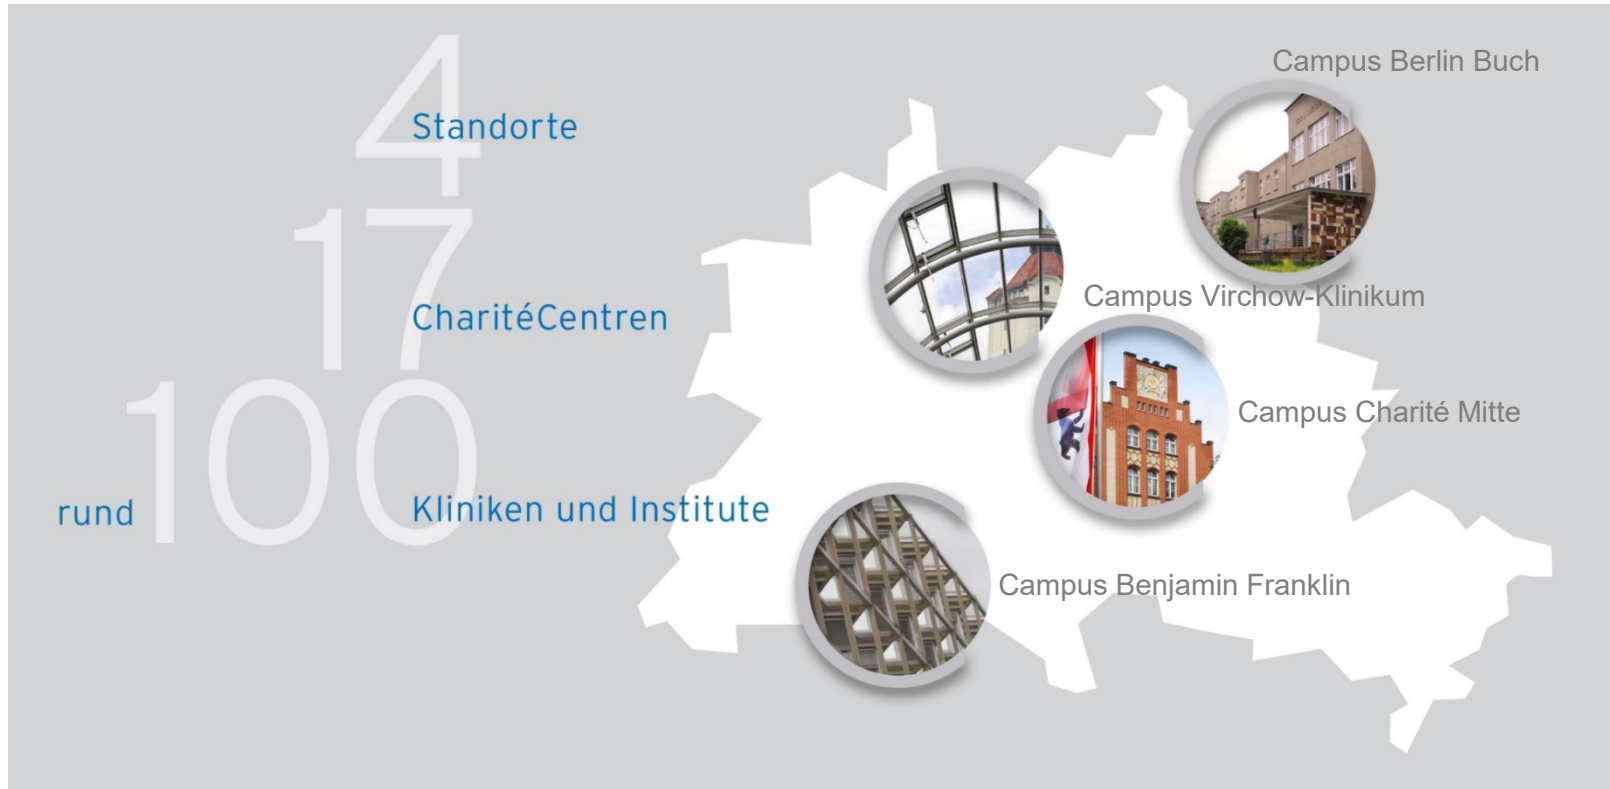 4
Standorte
17
CharitéCentren
rund 100 Kliniken und Institute
Campus Berlin Buch
Campus Virchow-Klinikum
Campus Charité Mitte
Campus Benjamin Franklin